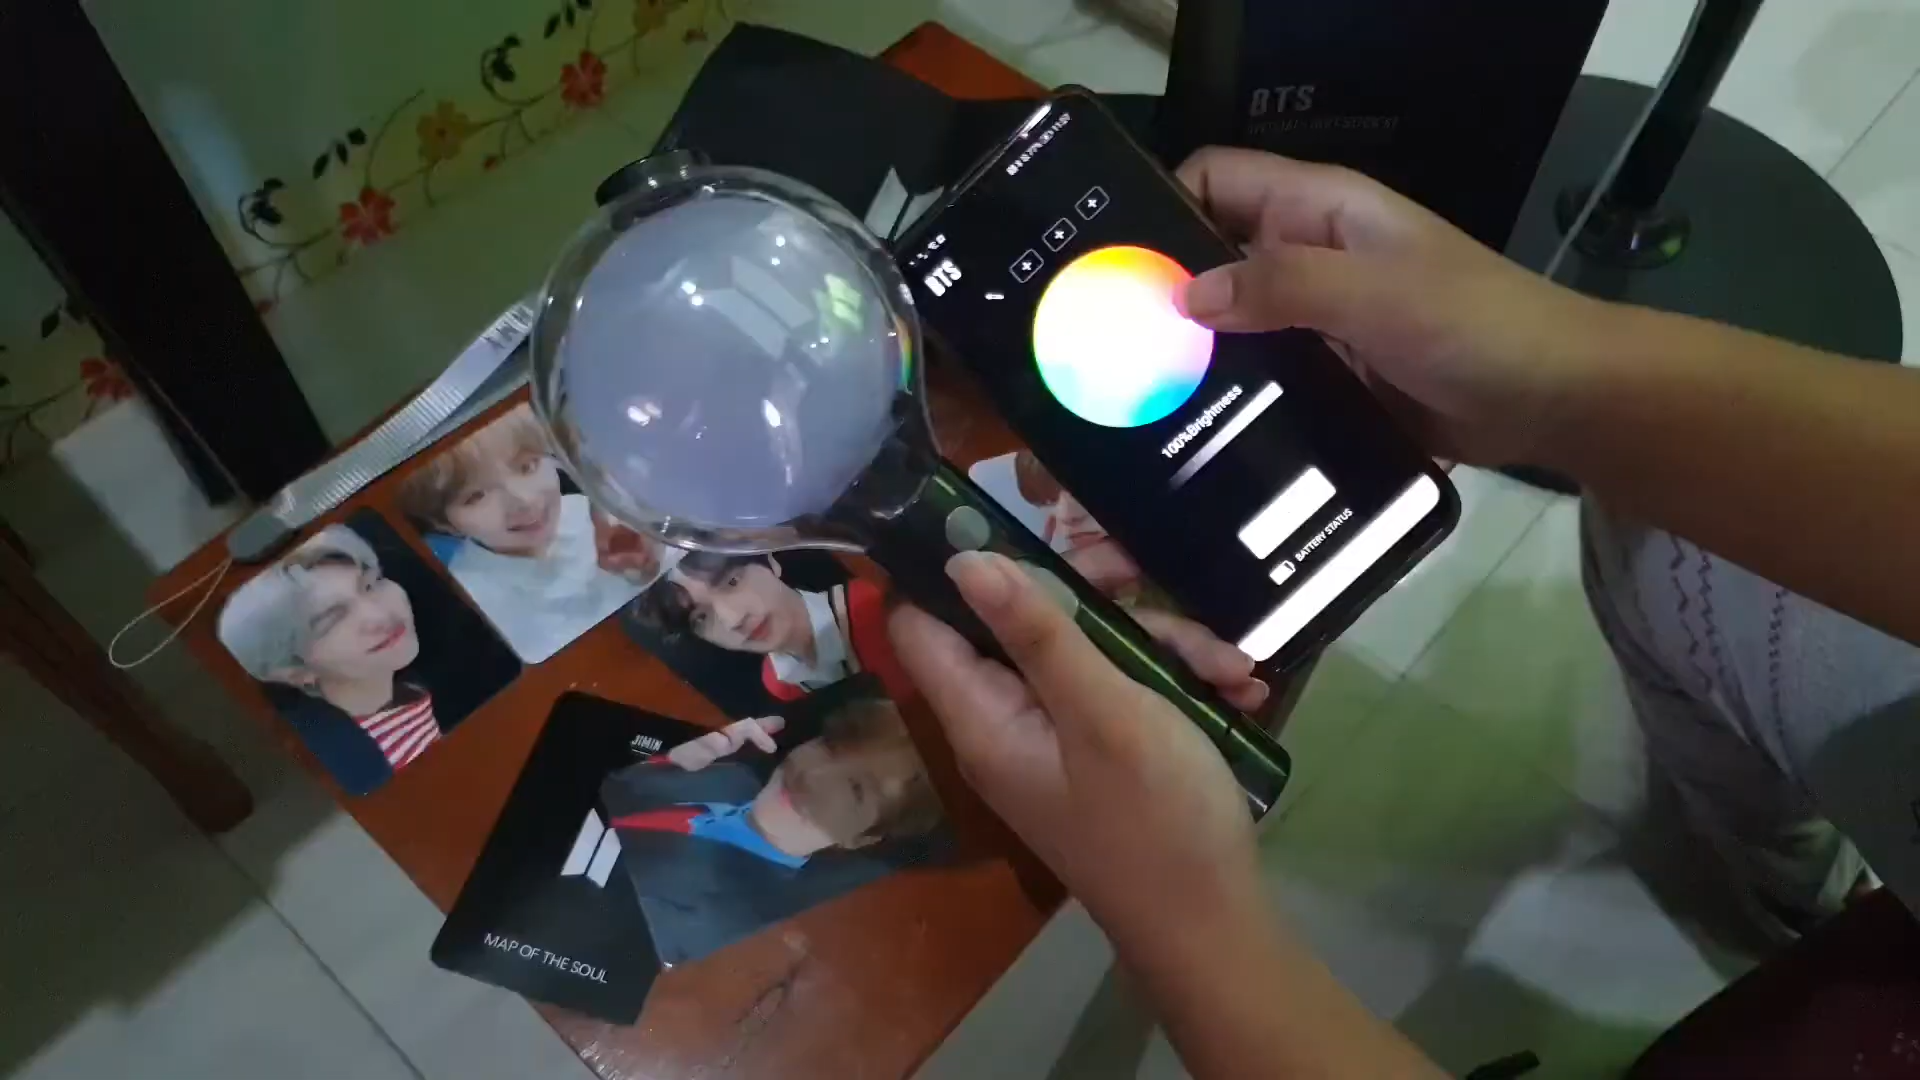 BTS
BTS
100%Brightness
BATTERY STATUS
JIMIN
MAP OF THE SOUL